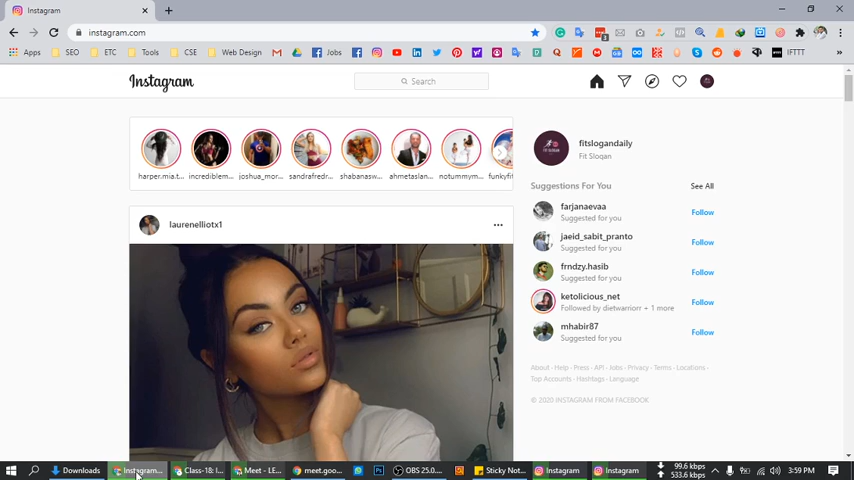 Instagram
instagram.com
Apps
SEO
ETC
Tools
CSE
Web Design
Jobs
IFTTT
Instagram
Search
harper.mia.t...
incrediblem...
joshua_mor...
sandrafredr...
shabanasw...
ahmetaslan...
notummym...
funkyfi
fitslogandaily
Fit Slogan
Suggestions For You
See All
farjanaevaa
Suggested for you
Follow
jaeid_sabit_pranto
Suggested for you
Follow
frndzy.hasib
Suggested for you
Follow
ketolicious_net
Followed by dietwarriorr + 1 more
Follow
mhabir87
Suggested for you
Follow
laurenelliotx1
About · Help · Press · API · Jobs · Privacy · Terms · Locations ·
Top Accounts · Hashtags · Language
© 2020 INSTAGRAM FROM FACEBOOK
Downloads
Instagram...
Class-18: I...
Meet - LE...
meet.goo...
OBS 25.0....
Sticky Not...
Instagram
Instagram
99.6 kbps
533.6 kbps
3:59 PM